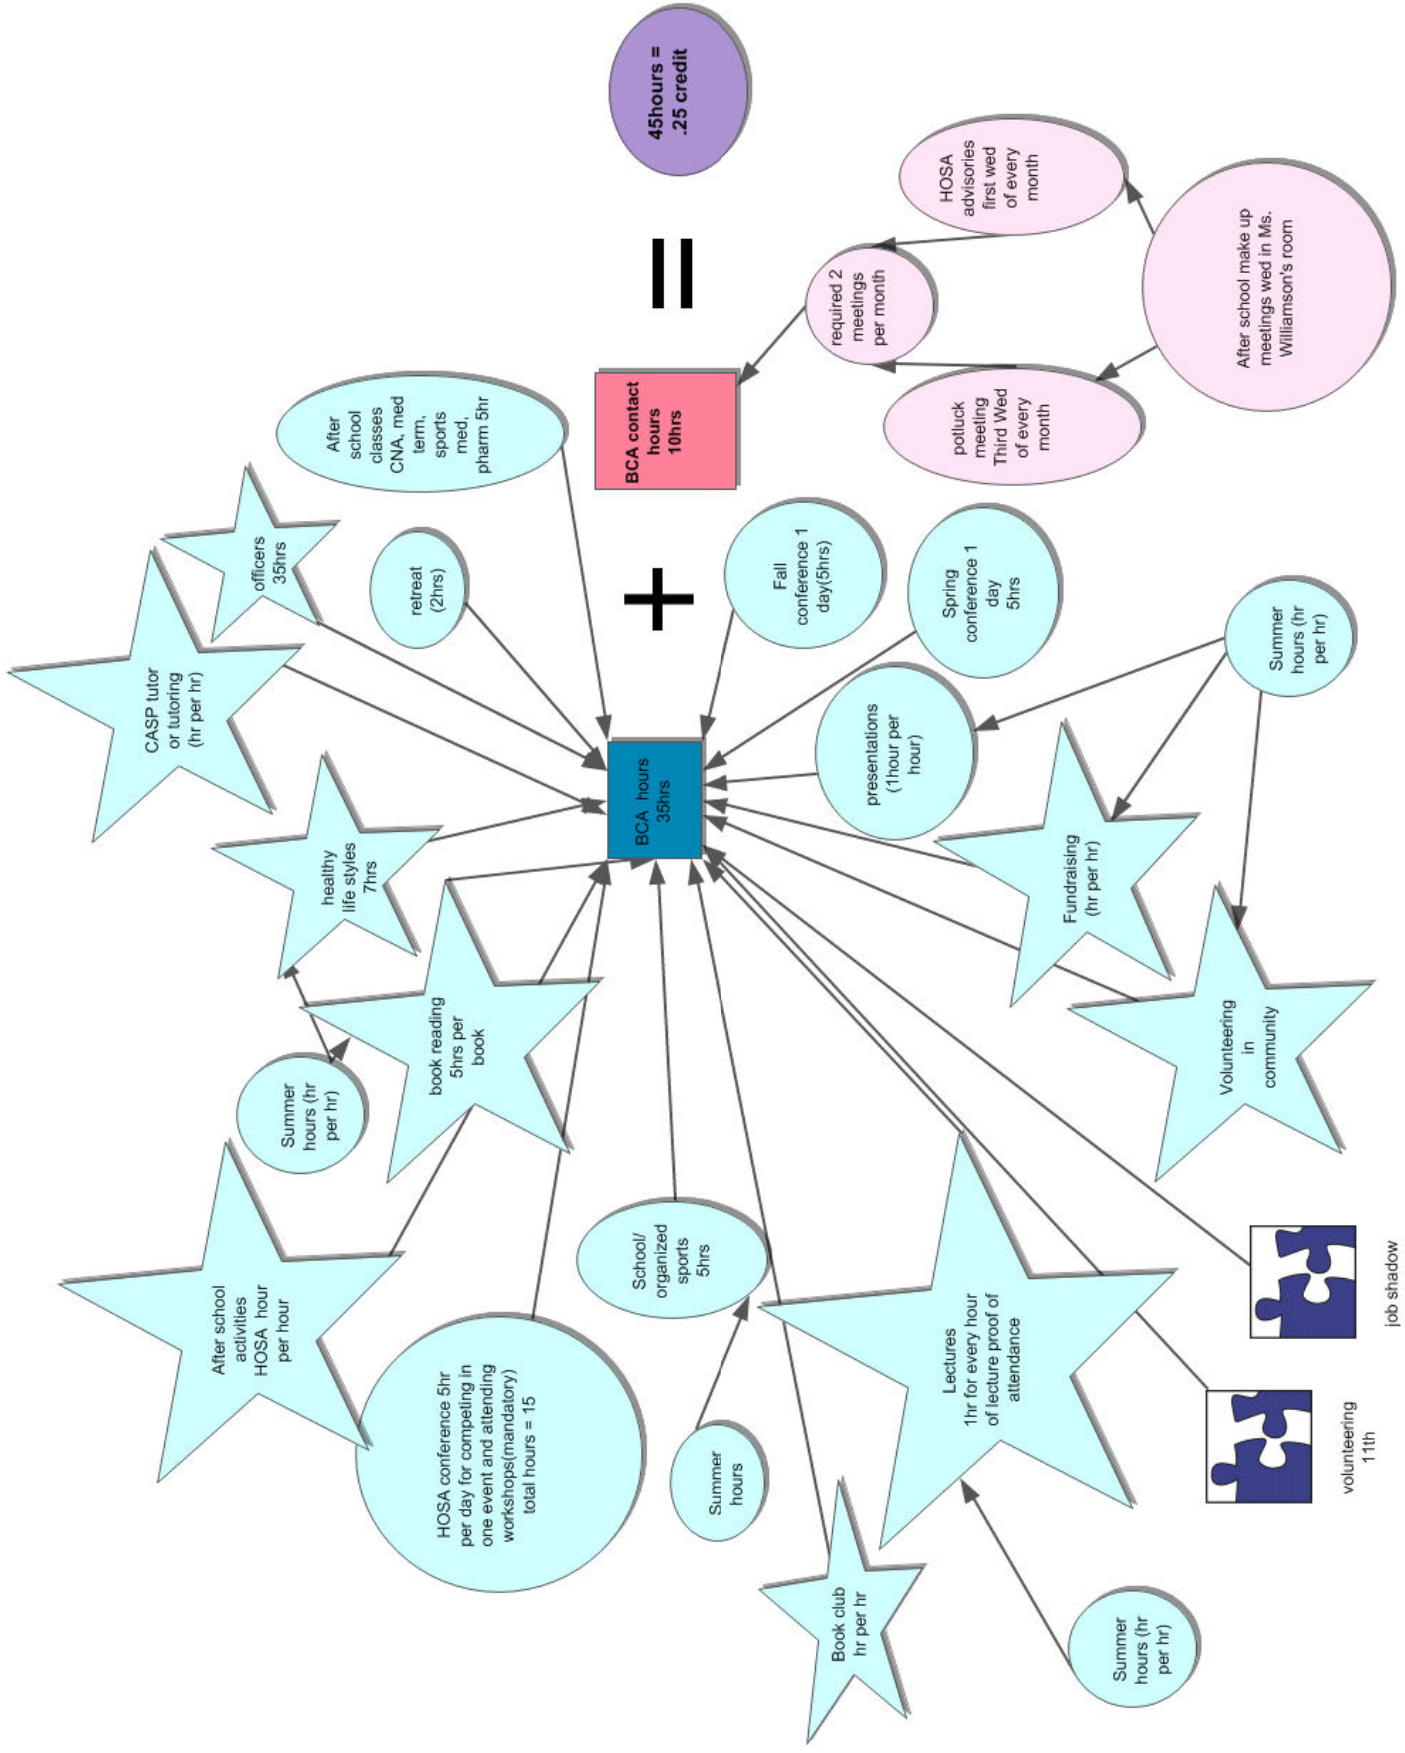 After school
activities
HOSA hour
per hour
Summer
hours (hr
per hr)
healthy
life styles
7hrs
CASP tutor
or tutoring
(hr per hr)
officers
35hrs
HOSA conference 5hr
per day for competing in
one event and attending
workshops(mandatory)
total hours = 15
book reading
5hrs per
book
retreat
(2hrs)
After
school
classes
CNA, med
term,
sports
med,
pharm 5hr
School/
organized
sports
5hrs
BCA hours
35hrs
+
BCA contact
hours
10hrs
=
45hours =
.25 credit
Summer
hours
Fall
conference 1
day(5hrs)
required 2
meetings
per month
Book club
hr per hr
presentations
(1hour per
hour)
Spring
conference 1
day
5hrs
potluck
meeting
Third Wed
of every
month
HOSA
advisories
first wed
of every
month
Lectures
1hr for every hour
of lecture proof of
attendance
Fundraising
(hr per hr)
Summer
hours (hr
per hr)
Volunteering
in
community
Summer
hours (hr
per hr)
After school make up
meetings wed in Ms.
Williamson's room
volunteering
11th
job shadow